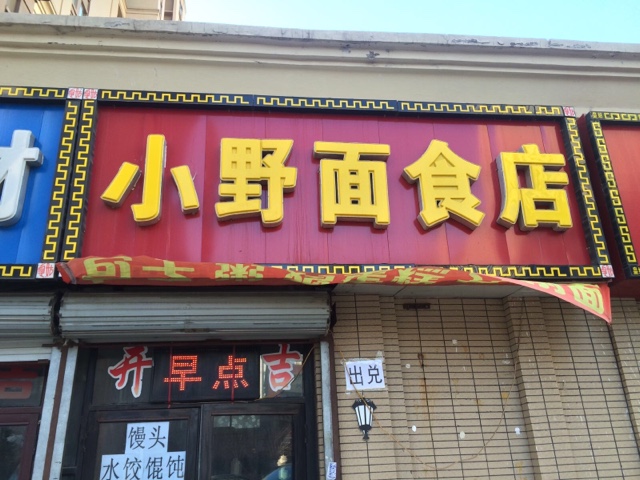 小野面食店
开早点吉
出兑
馒头
水饺馄饨